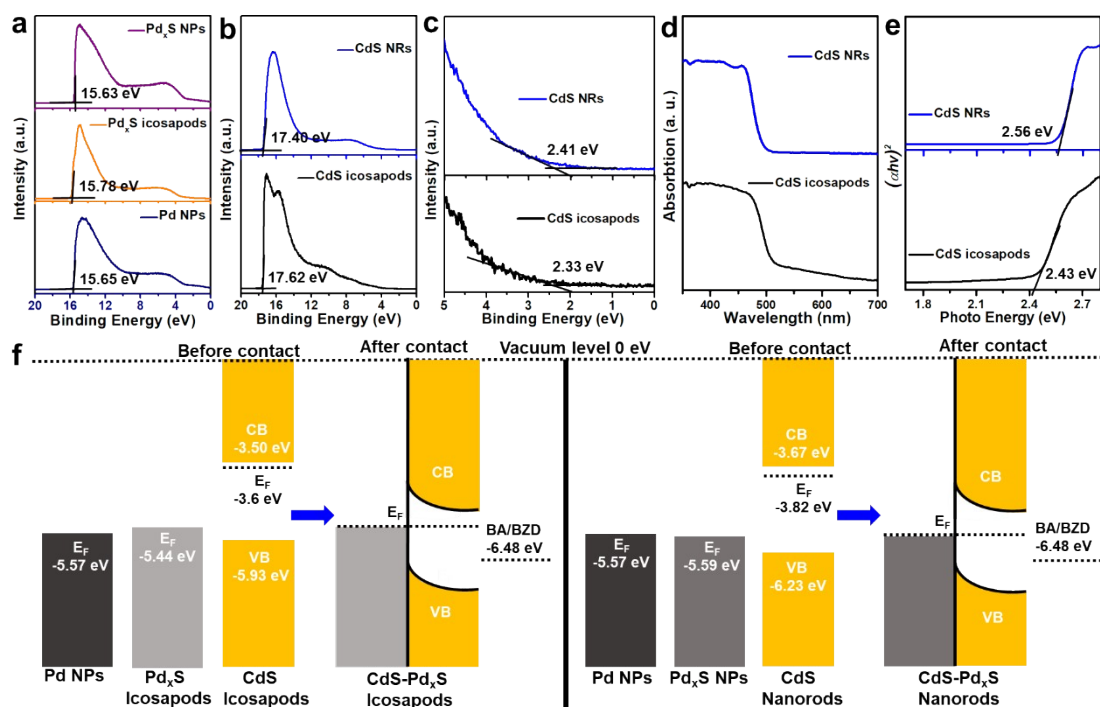 a
Intensity (a.u.)
Pd𝗑S NPs
15.63 eV
Pd𝗑S icosapods
15.78 eV
Pd NPs
15.65 eV
20 16 12 8 4 0
Binding Energy (eV)
b
Intensity (a.u.)
CdS NRs
17.40 eV
CdS icosapods
17.62 eV
20 16 12 8 4 0
Binding Energy (eV)
c
Intensity (a.u.)
CdS NRs
2.41 eV
CdS icosapods
2.33 eV
5 4 3 2 1 0
Binding Energy (eV)
d
Absorption (a. u.)
CdS NRs
CdS icosapods
400 500 600 700
Wavelength (nm)
e
(αhν)²
CdS NRs
2.56 eV
CdS icosapods
2.43 eV
1.8 2.1 2.4 2.7
Photo Energy (eV)
f
Before contact
After contact
Vacuum level 0 eV
Before contact
After contact
CB
-3.50 eV
EF
-3.6 eV
EF
-5.57 eV
EF
-5.44 eV
VB
-5.93 eV
CB
EF
VB
BA/BZD
-6.48 eV
Pd NPs
PdxS
Icosapods
CdS
Icosapods
CdS-PdxS
Icosapods
CB
-3.67 eV
EF
-3.82 eV
EF
-5.57 eV
EF
-5.59 eV
VB
-6.23 eV
CB
EF
VB
BA/BZD
-6.48 eV
Pd NPs
PdxS NPs
CdS
Nanorods
CdS-PdxS
Nanorods